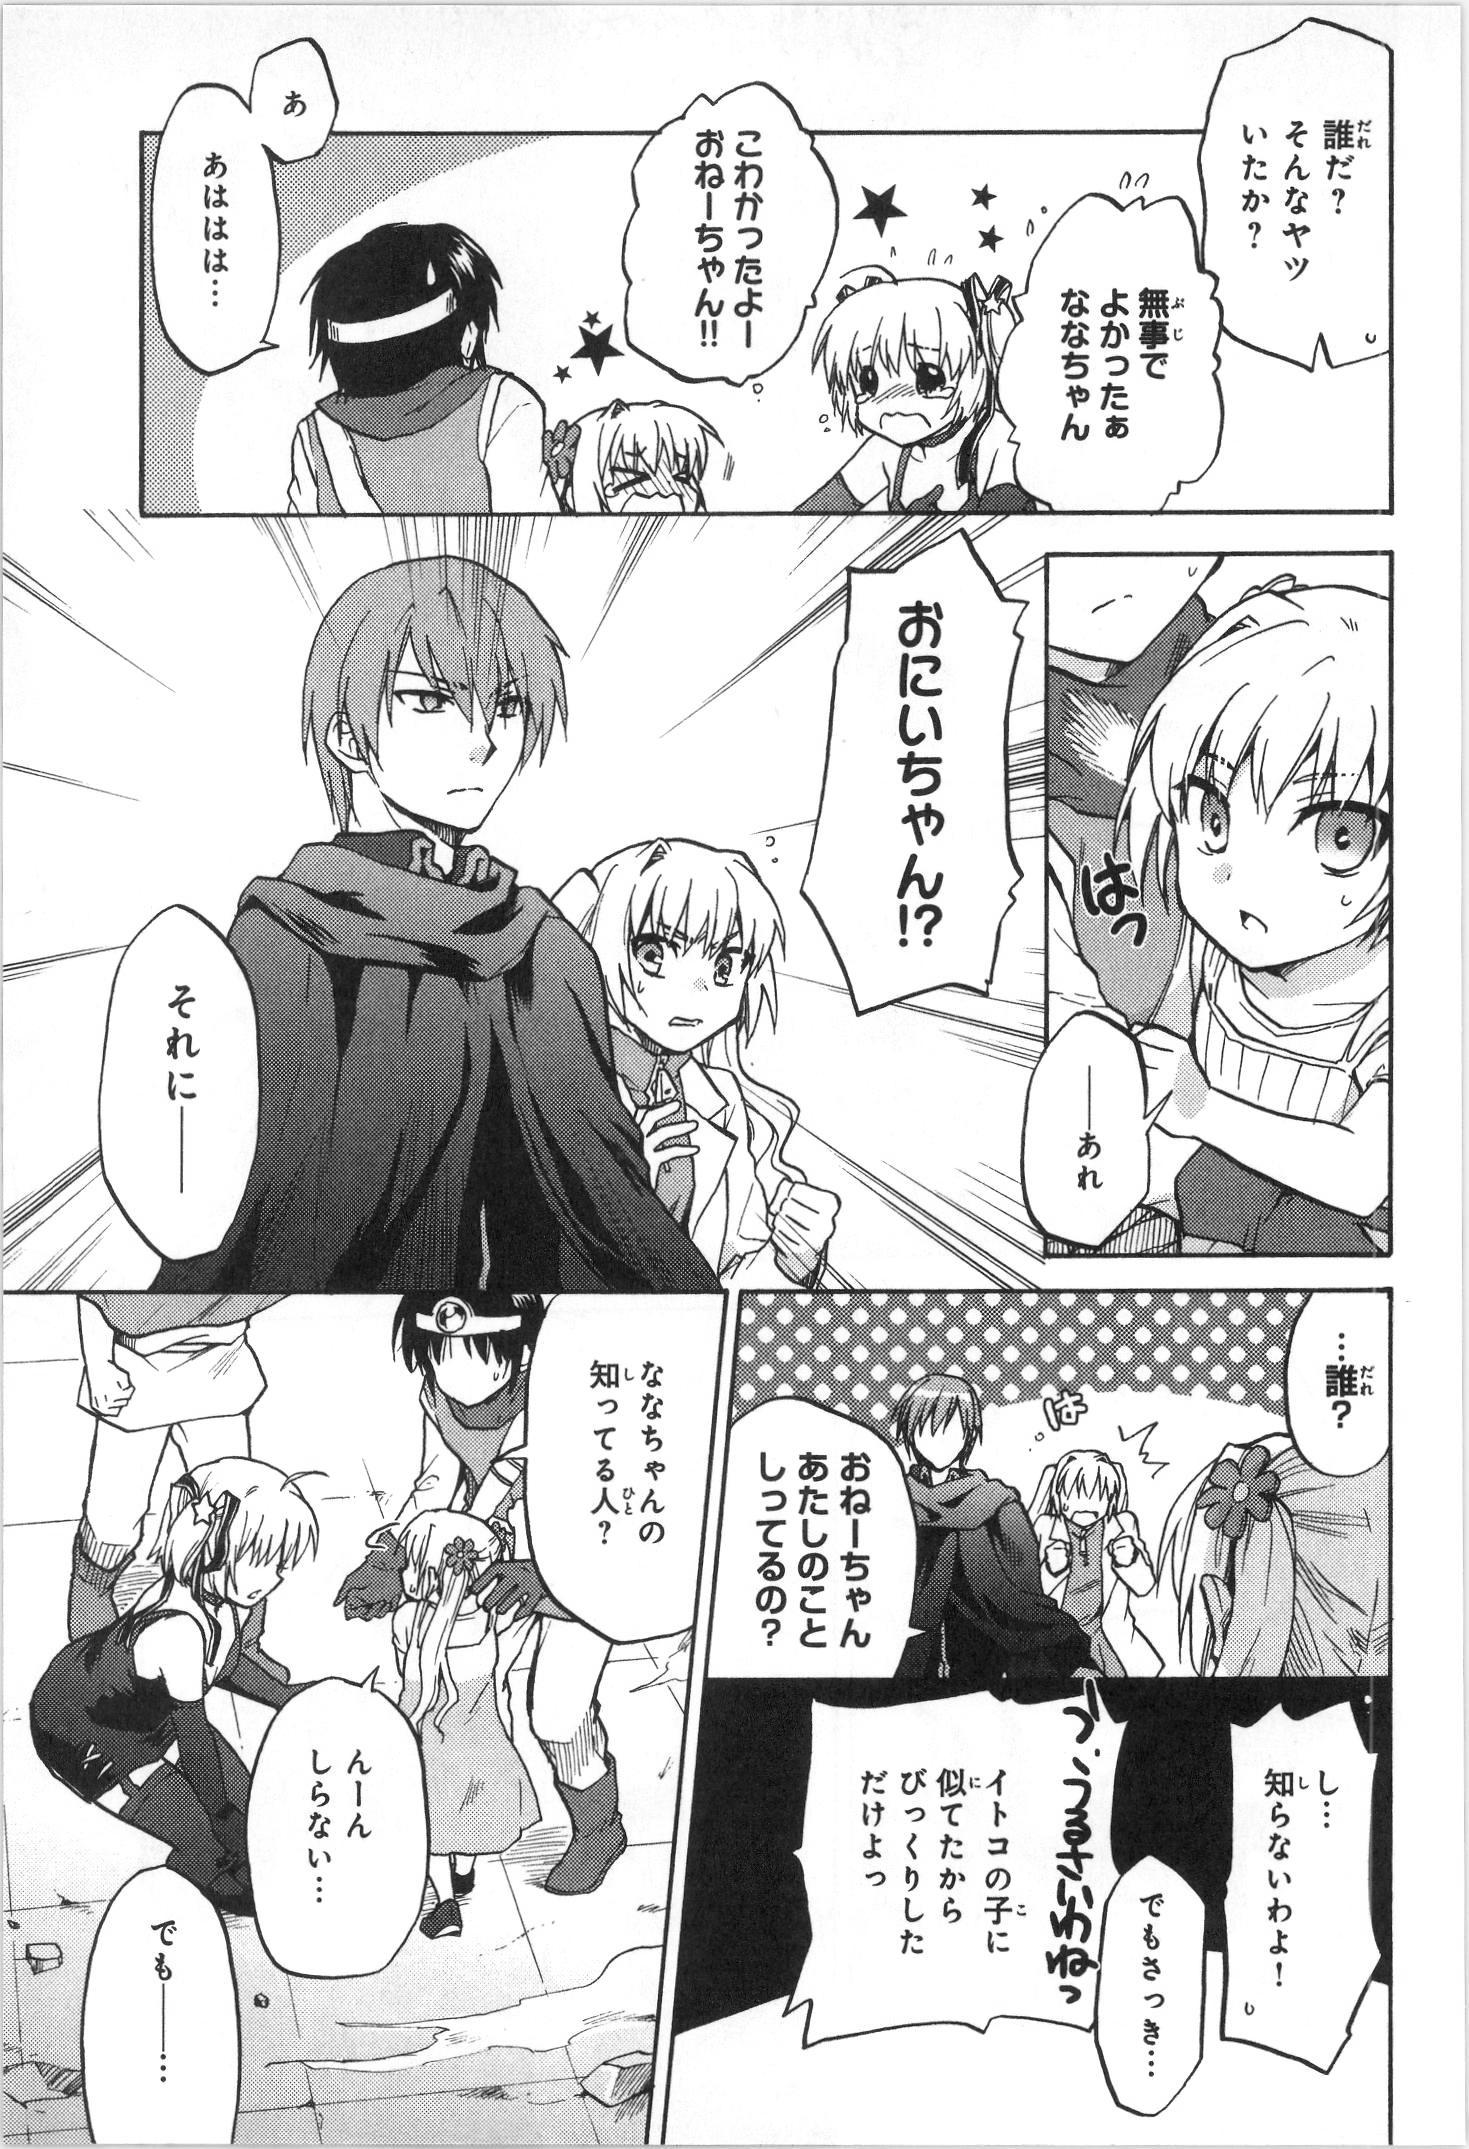 誰だ？
そんなヤツ
いたか？
無事で
よかったぁ
ななちゃん
こわかったよー
おねーちゃん!!
あ
あははは…
はっ
――あれ
おにいちゃん!?
それに――
…誰？
は
おねーちゃん
あたしのこと
しってるの？
し…
知らないわよ！
でもさっき…
う、うるさいわねっ
イトコの子に
似てたから
びっくりした
だけよっ
ななちゃんの
知ってる人？
んーん
しらない…
でも――…